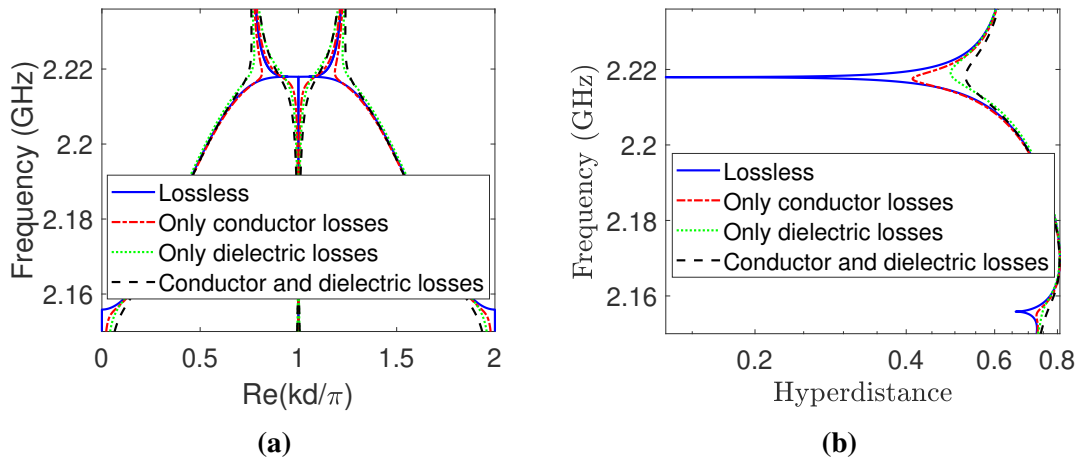 2.22
2.2
2.18
2.16
Frequency (GHz)
Lossless
Only conductor losses
Only dielectric losses
Conductor and dielectric losses
0 0.5 1 1.5 2
Re(kd/π)
(a)
2.22
2.2
2.18
2.16
Frequency (GHz)
Lossless
Only conductor losses
Only dielectric losses
Conductor and dielectric losses
0.2 0.4 0.6 0.8
Hyperdistance
(b)